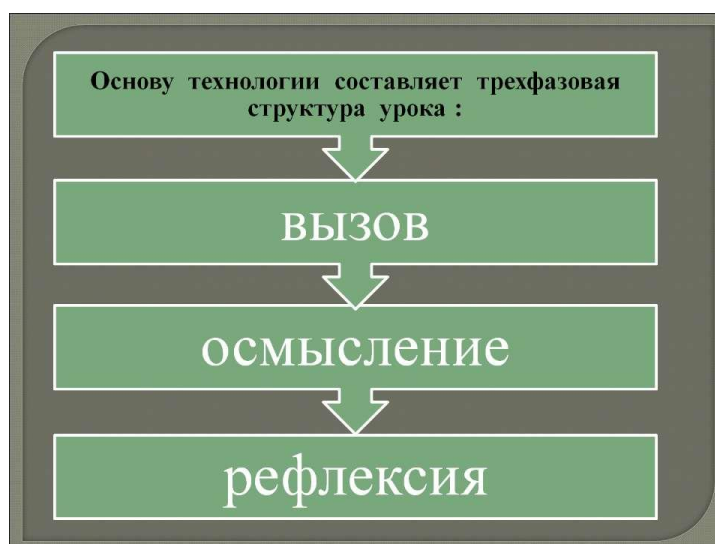 Основу технологии составляет трехфазовая
структура урока :
вызов
осмысление
рефлексия